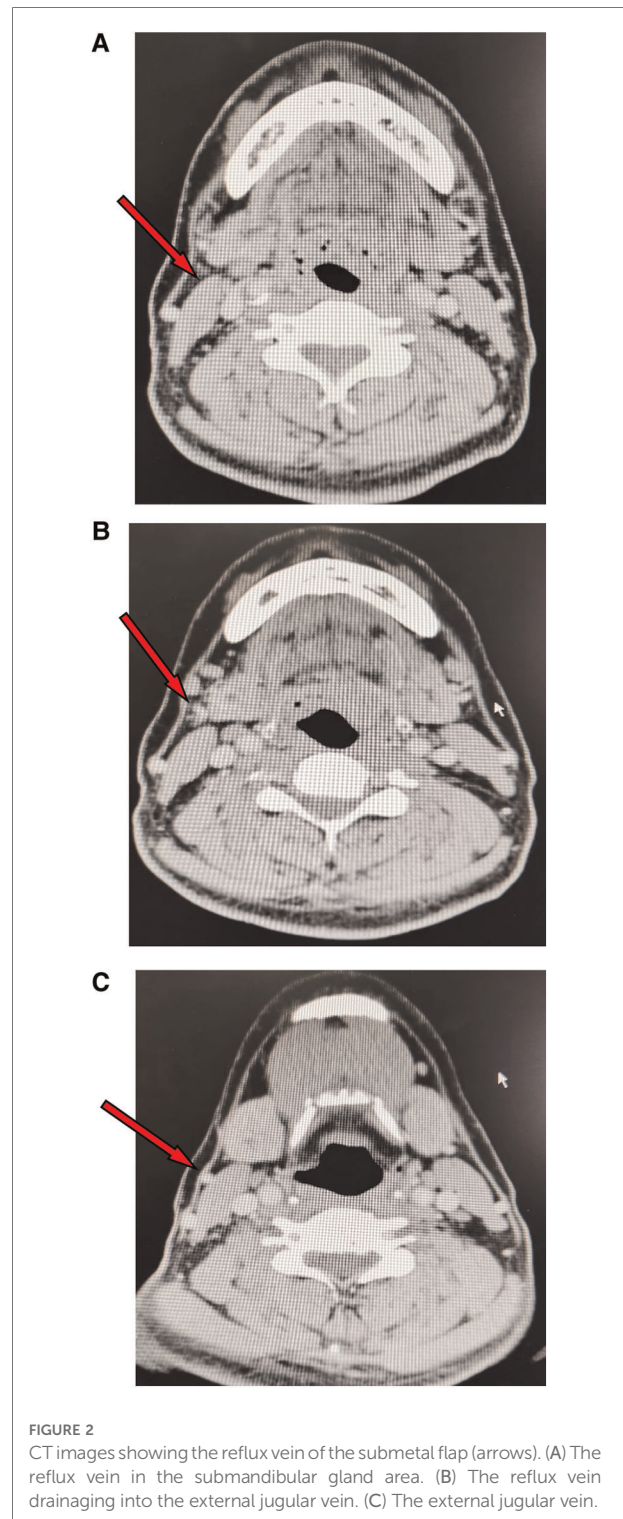 A
B
C
FIGURE 2
CT images showing the reflux vein of the submetal flap (arrows). (A) The
reflux vein in the submandibular gland area. (B) The reflux vein
drainaging into the external jugular vein. (C) The external jugular vein.